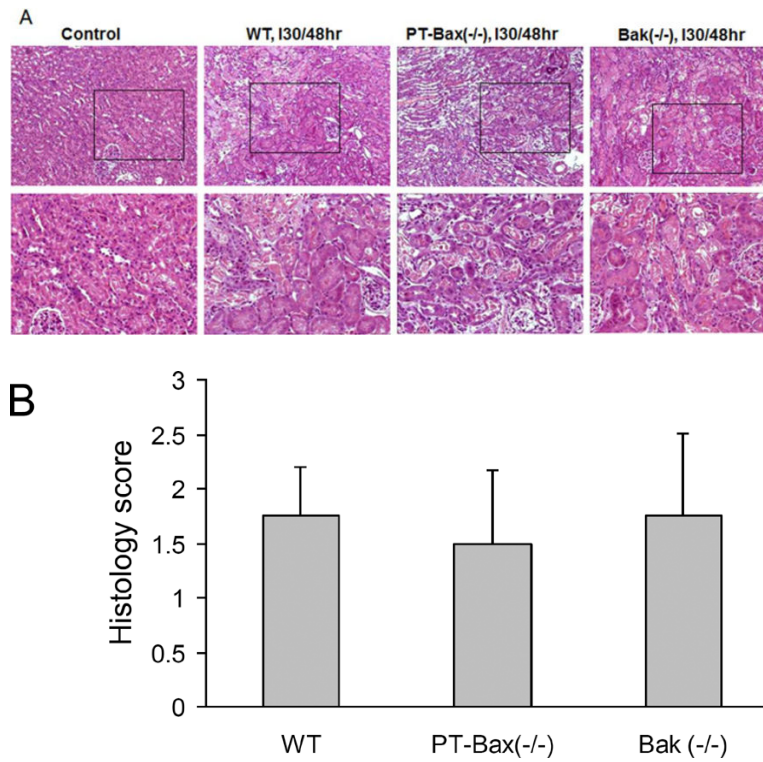 A
Control WT, I30/48hr PT-Bax(-/-), I30/48hr Bak(-/-), I30/48hr
B
Histology score
3
2.5
2
1.5
1
0.5
0
WT PT-Bax(-/-) Bak (-/-)